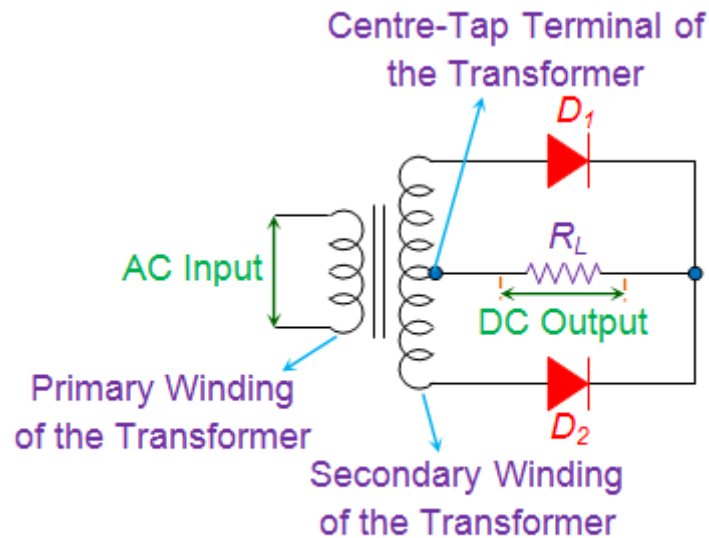 Centre-Tap Terminal of
the Transformer
D1
RL
AC Input
DC Output
Primary Winding
of the Transformer
D2
Secondary Winding
of the Transformer